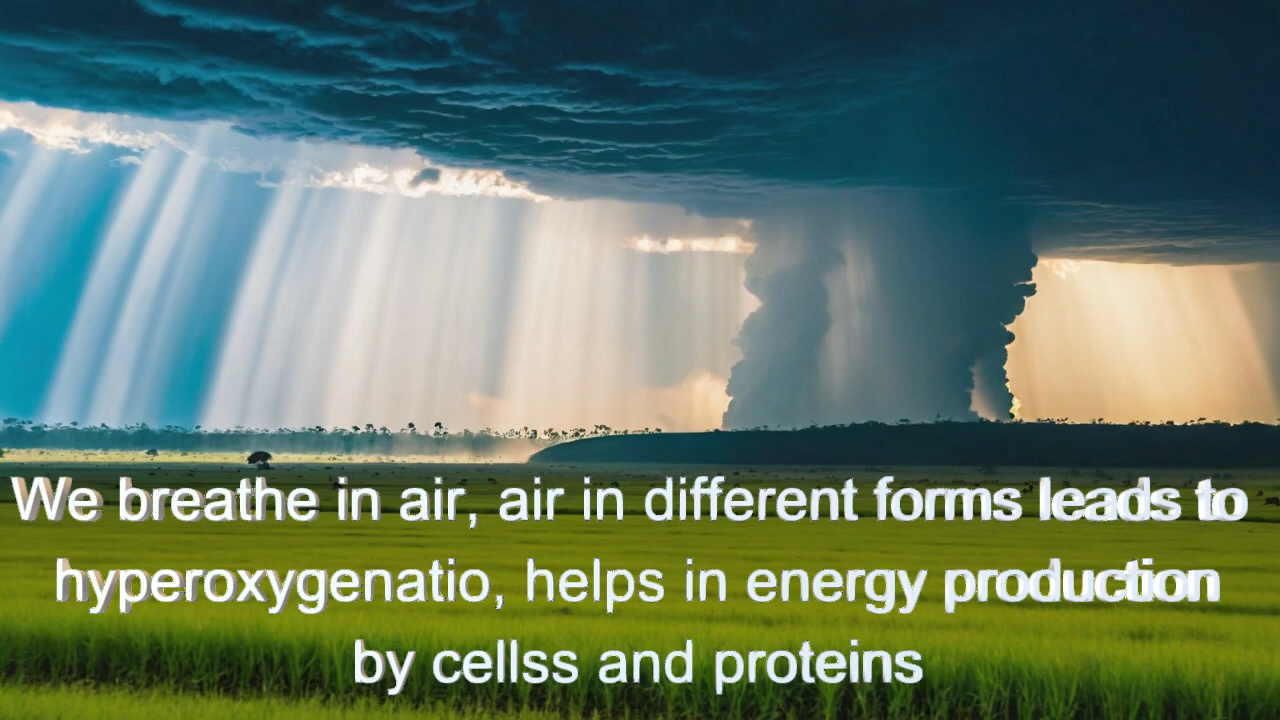 We breathe in air, air in different forms leads to
hyperoxygenatio, helps in energy production
by cellss and proteins